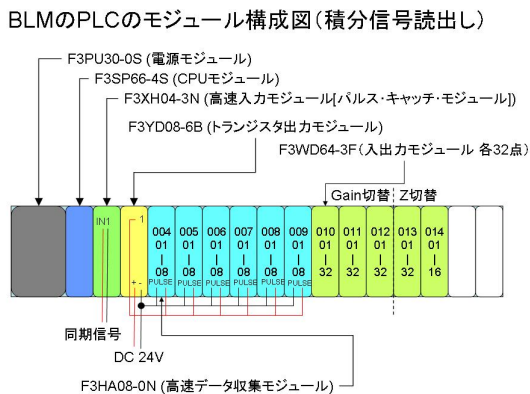 BLMのPLCのモジュール構成図(積分信号読出し)
F3PU30-0S (電源モジュール)
F3SP66-4S (CPUモジュール)
F3XH04-3N (高速入力モジュール[パルス・キャッチ・モジュール])
F3YD08-6B (トランジスタ出力モジュール)
F3WD64-3F(入出力モジュール 各32点)
Gain切替 Z切替
IN1 1 004 005 006 007 008 009 010 011 012 013 014
01 01 01 01 01 01 01 01 01 01 01
| | | | | | | | | | |
08 08 08 08 08 08 32 32 32 32 16
+ - PULSE PULSE PULSE PULSE PULSE PULSE
同期信号
DC 24V
F3HA08-0N (高速データ収集モジュール)